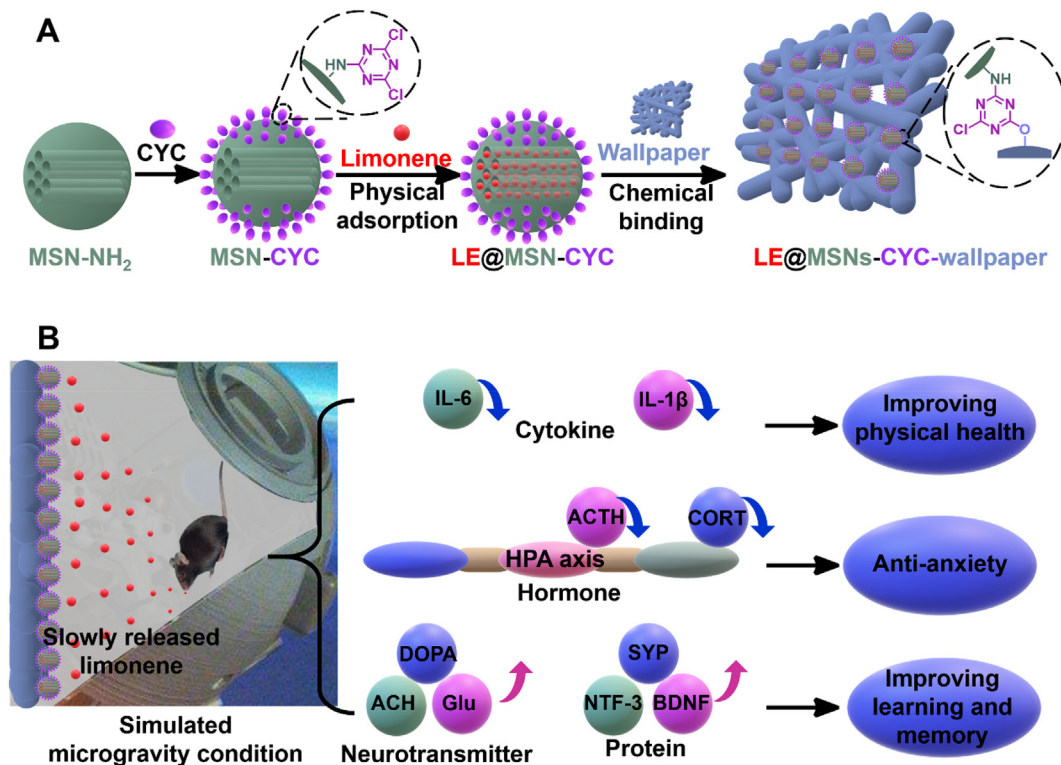 A
CYC
HN
N
N
N
Cl
Cl
Limonene
Physical
adsorption
Wallpaper
Chemical
binding
NH
N
N
N
Cl
O
MSN-NH₂
MSN-CYC
LE@MSN-CYC
LE@MSNs-CYC-wallpaper
B
Slowly released
limonene
Simulated
microgravity condition
IL-6
IL-1β
Cytokine
Improving
physical health
ACTH
CORT
HPA axis
Hormone
Anti-anxiety
DOPA
ACH
Glu
Neurotransmitter
SYP
NTF-3
BDNF
Protein
Improving
learning and
memory